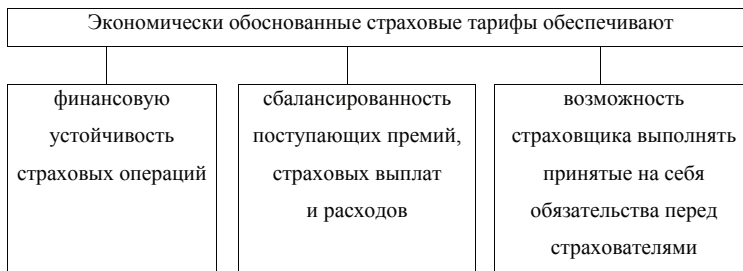 Экономически обоснованные страховые тарифы обеспечивают
финансовую
устойчивость
страховых операций
сбалансированность
поступающих премий,
страховых выплат
и расходов
возможность
страховщика выполнять
принятые на себя
обязательства перед
страхователями